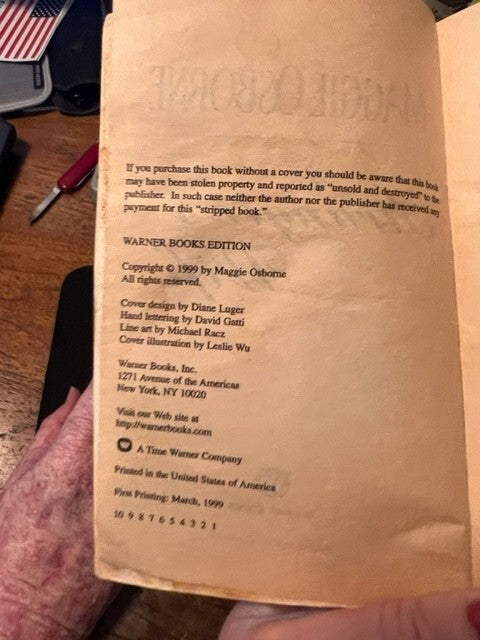 MAGGIE OSBORNE
If you purchase this book without a cover you should be aware that this book
may have been stolen property and reported as "unsold and destroyed" to the
publisher. In such case neither the author nor the publisher has received any
payment for this "stripped book."
WARNER BOOKS EDITION
Copyright © 1999 by Maggie Osborne
All rights reserved.
Cover design by Diane Luger
Hand lettering by David Gatti
Line art by Michael Racz
Cover illustration by Leslie Wu
Warner Books, Inc.
1271 Avenue of the Americas
New York, NY 10020
Visit our Web site at
http://warnerbooks.com
A Time Warner Company
Printed in the United States of America
First Printing: March, 1999
10 9 8 7 6 5 4 3 2 1